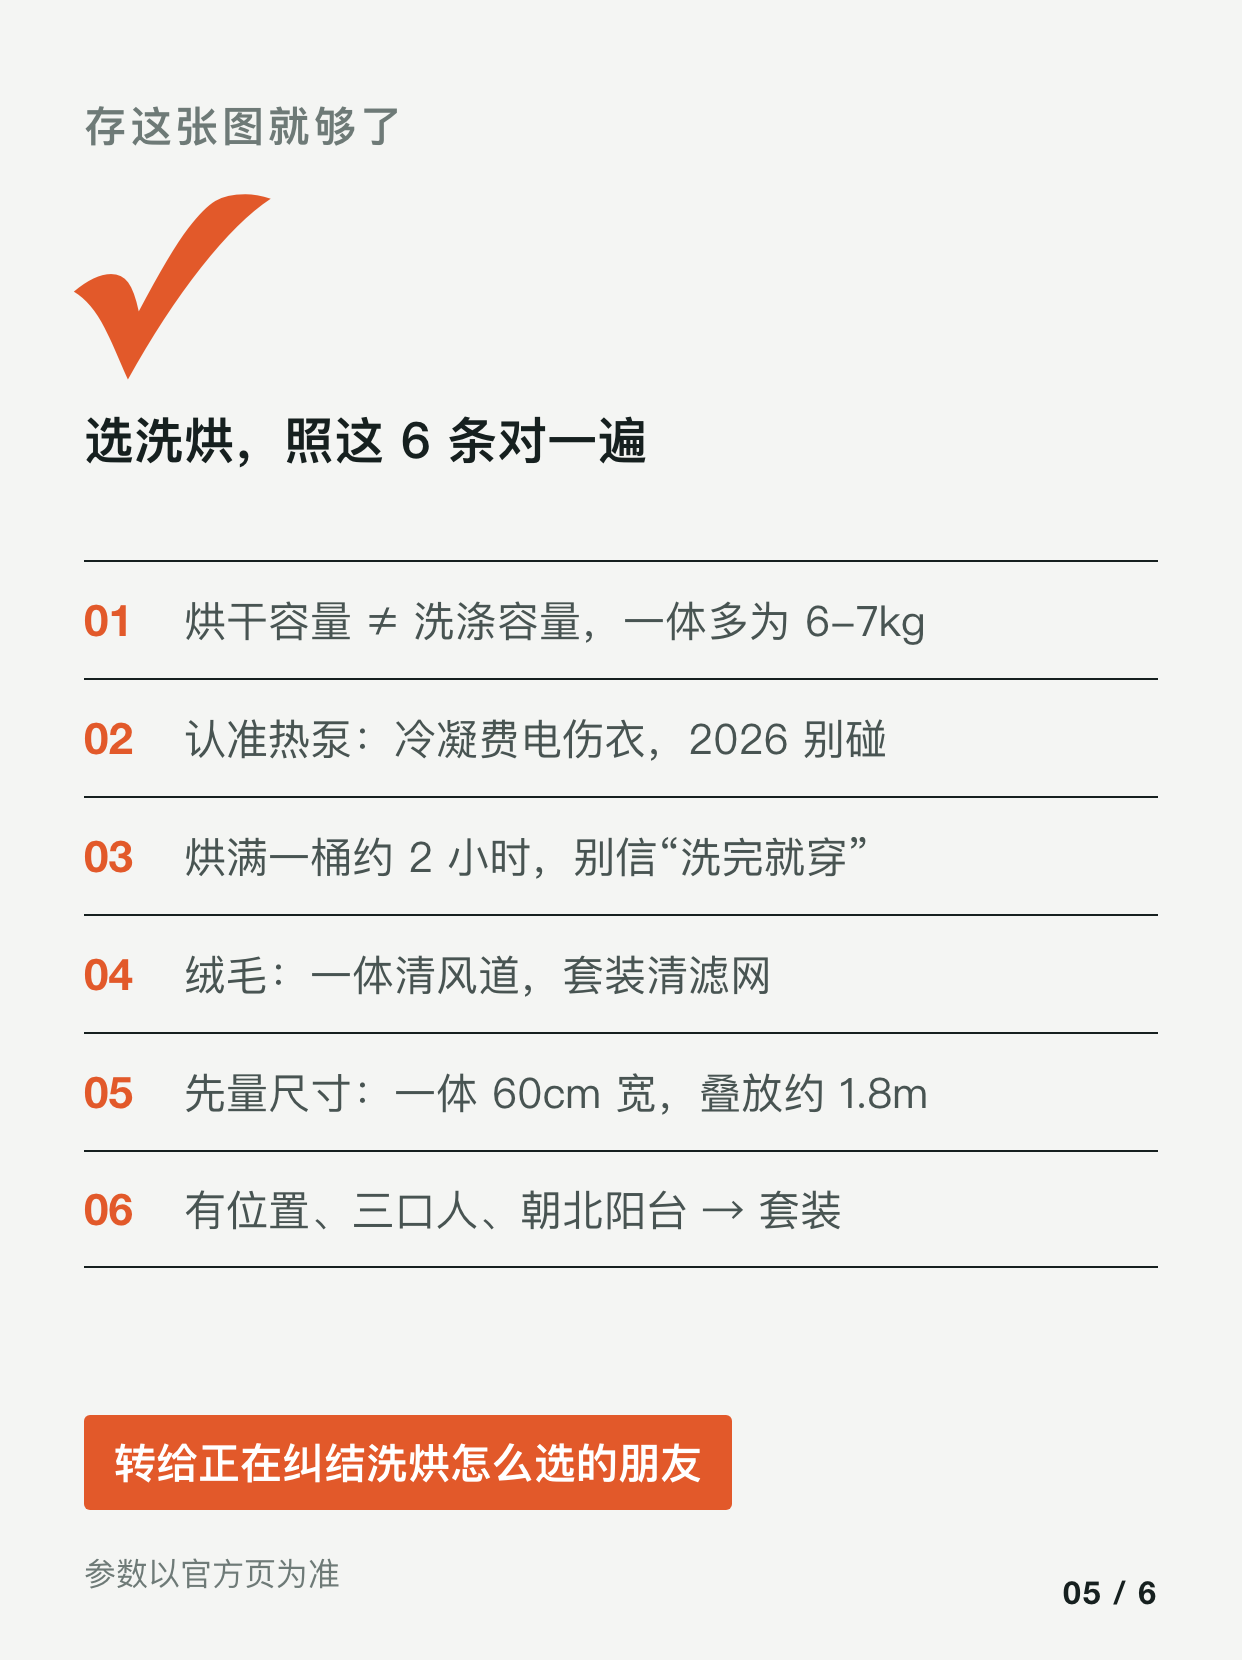 存这张图就够了
选洗烘，照这 6 条对一遍
01 烘干容量 ≠ 洗涤容量，一体多为 6–7kg
02 认准热泵：冷凝费电伤衣，2026 别碰
03 烘满一桶约 2 小时，别信“洗完就穿”
04 绒毛：一体清风道，套装清滤网
05 先量尺寸：一体 60cm 宽，叠放约 1.8m
06 有位置、三口人、朝北阳台 → 套装
转给正在纠结洗烘怎么选的朋友
参数以官方页为准
05 / 6